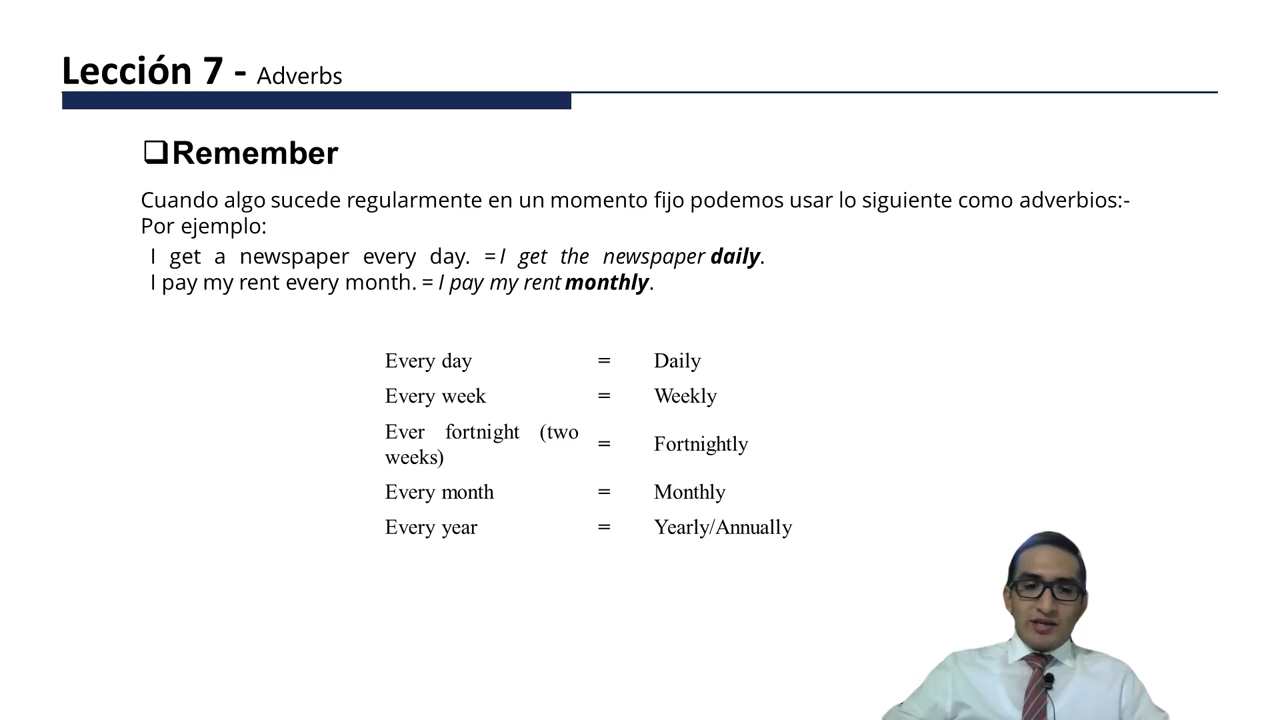 Lección 7 - Adverbs
❑Remember
Cuando algo sucede regularmente en un momento fijo podemos usar lo siguiente como adverbios:-
Por ejemplo:
I get a newspaper every day. = I get the newspaper daily.
I pay my rent every month. = I pay my rent monthly.
Every day = Daily
Every week = Weekly
Ever fortnight (two
weeks) = Fortnightly
Every month = Monthly
Every year = Yearly/Annually